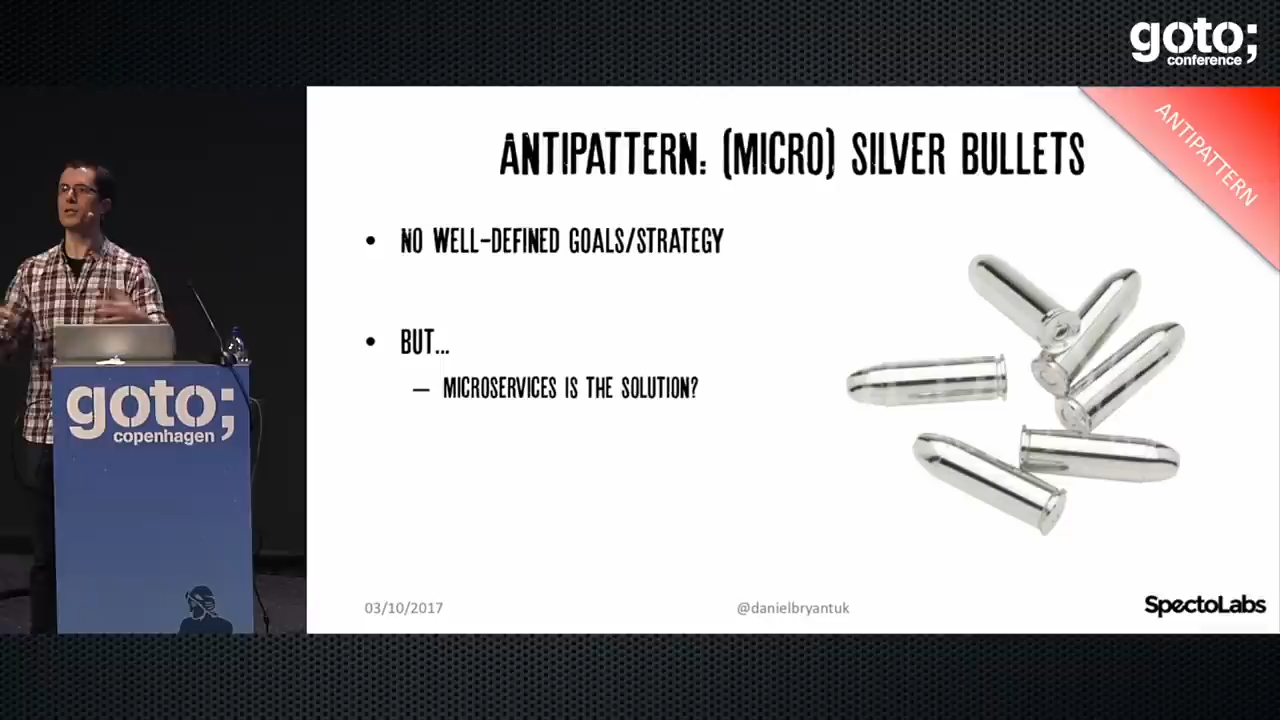 goto;
conference
ANTIPATTERN
ANTIPATTERN: (MICRO) SILVER BULLETS
• NO WELL-DEFINED GOALS/STRATEGY
• BUT...
– MICROSERVICES IS THE SOLUTION?
goto;
copenhagen
03/10/2017
@danielbryantuk
SpectoLabs